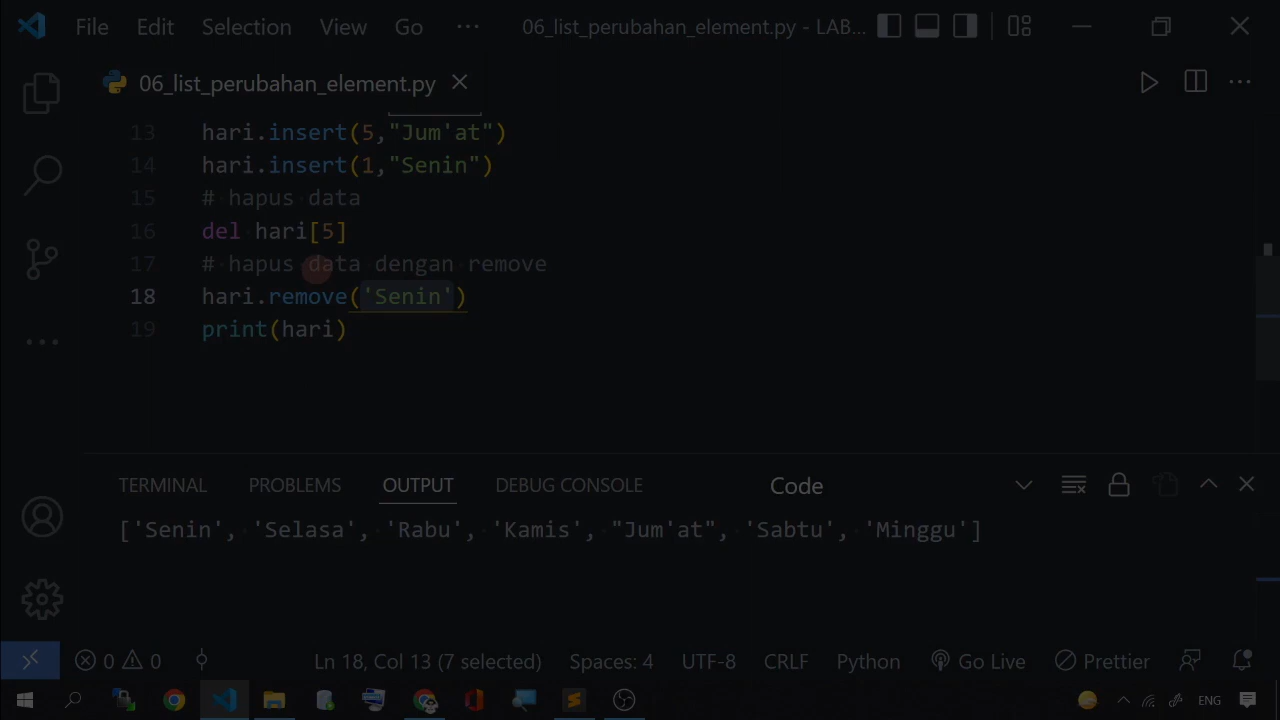 File Edit Selection View Go ··· 06_list_perubahan_element.py - LAB...
06_list_perubahan_element.py
13 hari.insert(5,"Jum'at")
14 hari.insert(1,"Senin")
15 # hapus data
16 del hari[5]
17 # hapus data dengan remove
18 hari.remove('Senin')
19 print(hari)
TERMINAL PROBLEMS OUTPUT DEBUG CONSOLE Code
['Senin', 'Selasa', 'Rabu', 'Kamis', "Jum'at", 'Sabtu', 'Minggu']
0 0 Ln 18, Col 13 (7 selected) Spaces: 4 UTF-8 CRLF Python Go Live Prettier
ENG